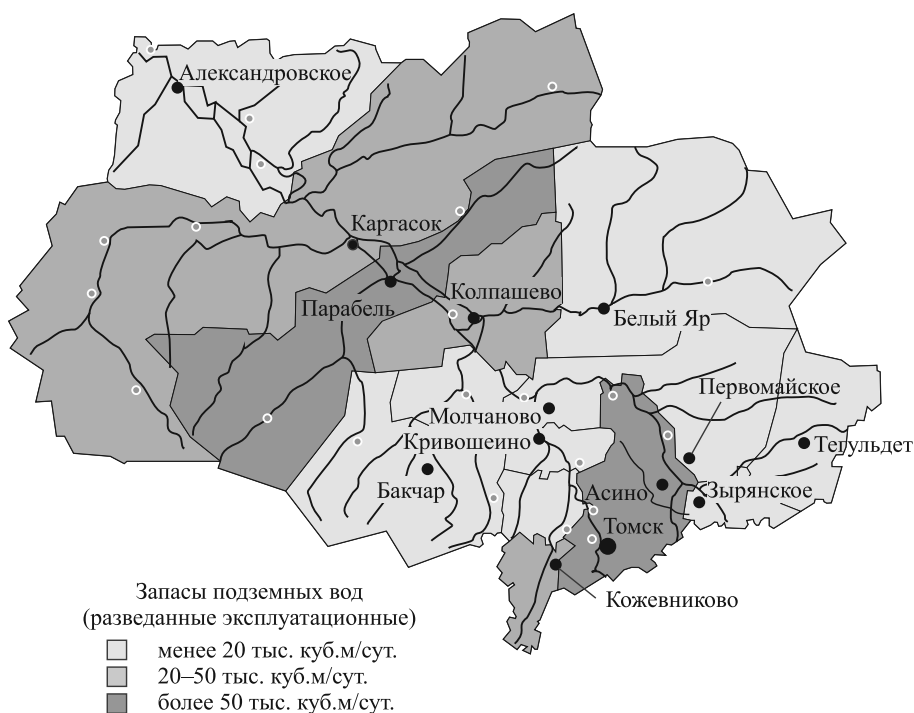 Александровское
Каргасок
Парабель
Колпашево
Белый Яр
Первомайское
Молчаново
Кривошеино
Тегульдет
Бакчар
Асино
Зырянское
Томск
Кожевниково
Запасы подземных вод
(разведанные эксплуатационные)
менее 20 тыс. куб.м/сут.
20–50 тыс. куб.м/сут.
более 50 тыс. куб.м/сут.